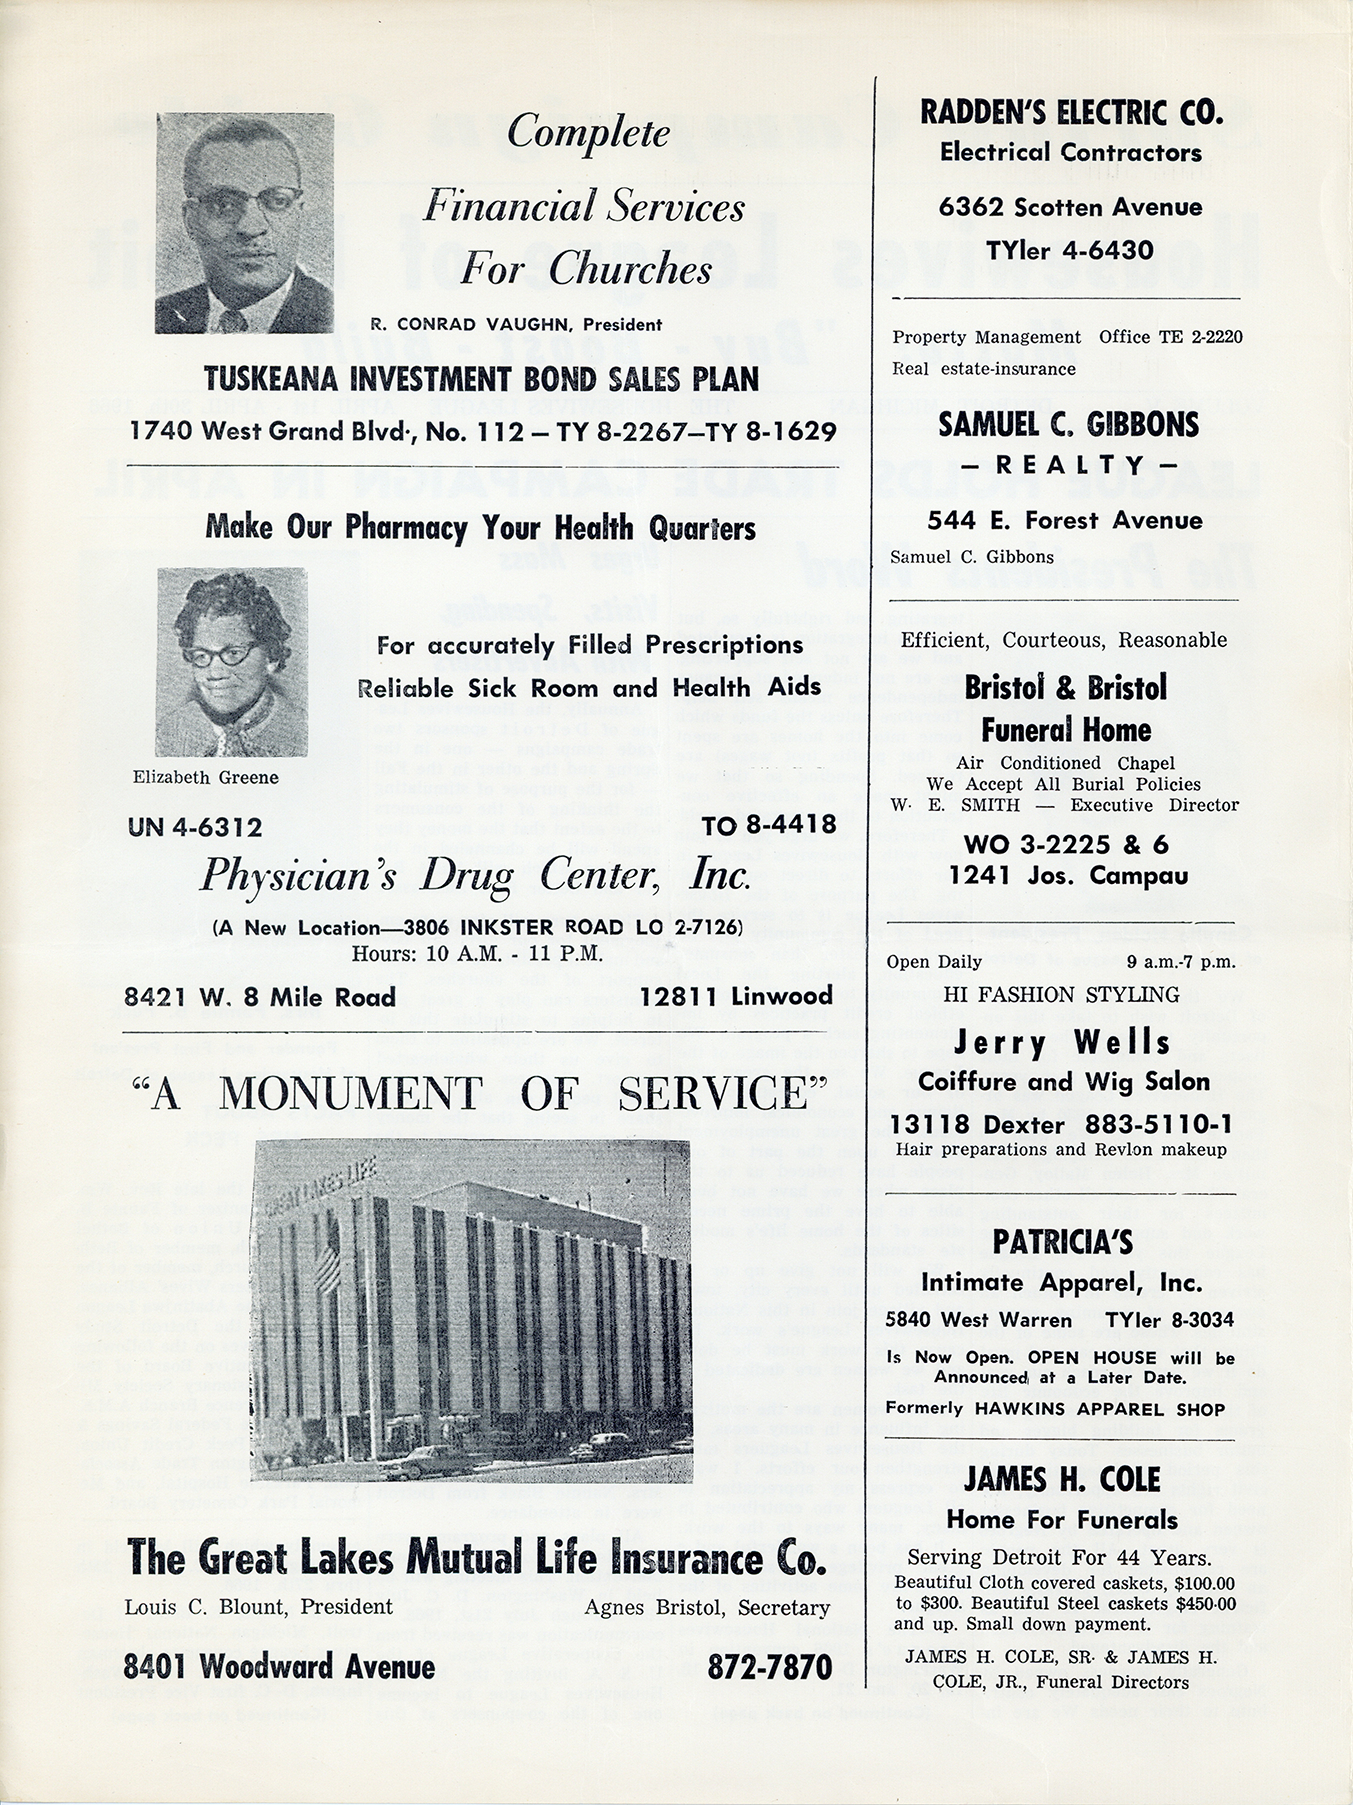 Complete
Financial Services
For Churches
R. CONRAD VAUGHN, President
TUSKEANA INVESTMENT BOND SALES PLAN
1740 West Grand Blvd·, No. 112 — TY 8-2267—TY 8-1629
Make Our Pharmacy Your Health Quarters
For accurately Filled Prescriptions
Reliable Sick Room and Health Aids
Elizabeth Greene
UN 4-6312 TO 8-4418
Physician's Drug Center, Inc.
(A New Location—3806 INKSTER ROAD LO 2-7126)
Hours: 10 A.M. - 11 P.M.
8421 W. 8 Mile Road 12811 Linwood
"A MONUMENT OF SERVICE"
GREAT LAKES LIFE
The Great Lakes Mutual Life Insurance Co.
Louis C. Blount, President Agnes Bristol, Secretary
8401 Woodward Avenue 872-7870
RADDEN'S ELECTRIC CO.
Electrical Contractors
6362 Scotten Avenue
TYler 4-6430
Property Management Office TE 2-2220
Real estate-insurance
SAMUEL C. GIBBONS
— REALTY —
544 E. Forest Avenue
Samuel C. Gibbons
Efficient, Courteous, Reasonable
Bristol & Bristol
Funeral Home
Air Conditioned Chapel
We Accept All Burial Policies
W· E. SMITH — Executive Director
WO 3-2225 & 6
1241 Jos. Campau
Open Daily 9 a.m.-7 p.m.
HI FASHION STYLING
Jerry Wells
Coiffure and Wig Salon
13118 Dexter 883-5110-1
Hair preparations and Revlon makeup
PATRICIA'S
Intimate Apparel, Inc.
5840 West Warren TYler 8-3034
Is Now Open. OPEN HOUSE will be
Announced at a Later Date.
Formerly HAWKINS APPAREL SHOP
JAMES H. COLE
Home For Funerals
Serving Detroit For 44 Years.
Beautiful Cloth covered caskets, $100.00
to $300. Beautiful Steel caskets $450·00
and up. Small down payment.
JAMES H. COLE, SR· & JAMES H.
COLE, JR., Funeral Directors